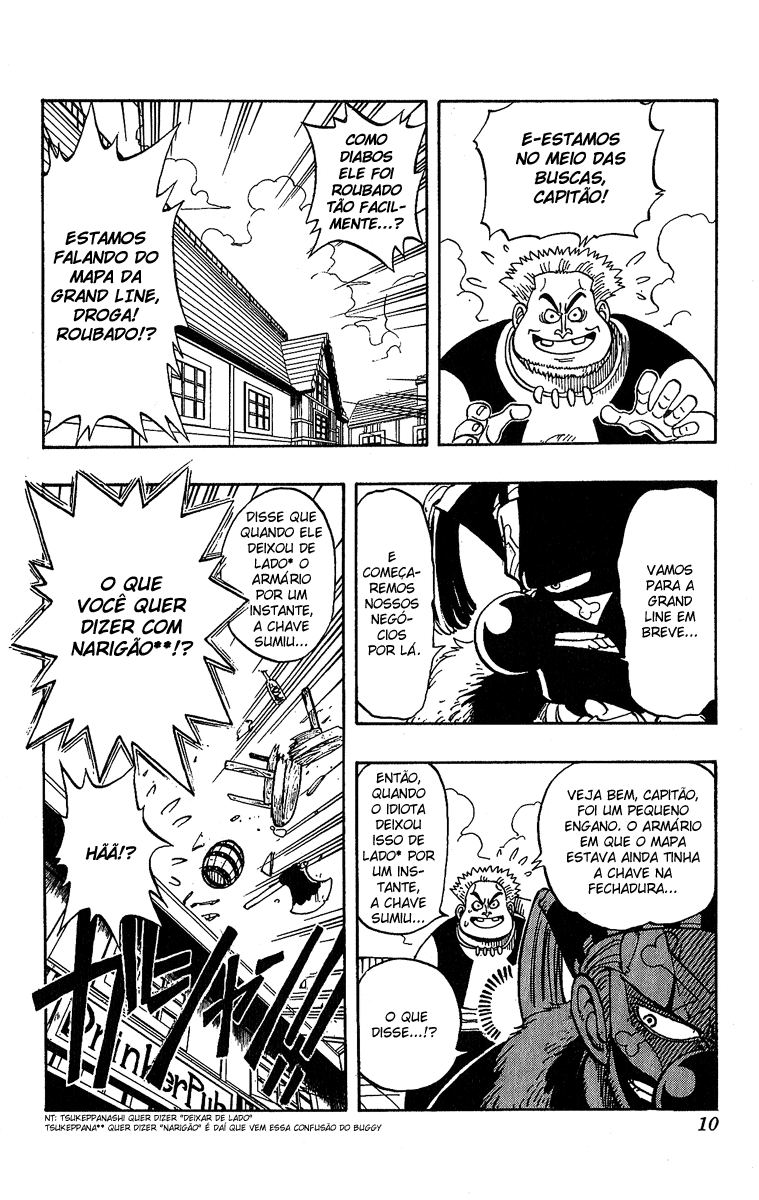 E-ESTAMOS
NO MEIO DAS
BUSCAS,
CAPITÃO!
COMO
DIABOS
ELE FOI
ROUBADO
TÃO FACIL-
MENTE...?
ESTAMOS
FALANDO DO
MAPA DA
GRAND LINE,
DROGA!
ROUBADO!?
VAMOS
PARA A
GRAND
LINE EM
BREVE...
E
COMEÇA-
REMOS
NOSSOS
NEGÓ-
CIOS
POR LÁ.
VEJA BEM, CAPITÃO,
FOI UM PEQUENO
ENGANO. O ARMÁRIO
EM QUE O MAPA
ESTAVA AINDA TINHA
A CHAVE NA
FECHADURA...
ENTÃO,
QUANDO
O IDIOTA
DEIXOU
ISSO DE
LADO* POR
UM INS-
TANTE,
A CHAVE
SUMIU...
O QUE
DISSE...!?
DISSE QUE
QUANDO ELE
DEIXOU DE
LADO* O
ARMÁRIO
POR UM
INSTANTE,
A CHAVE
SUMIU...
O QUE
VOCÊ QUER
DIZER COM
NARIGÃO**!?
HÃÃ!?
DrinkerPub
NT: TSUKEPPANASHI QUER DIZER "DEIXAR DE LADO"
TSUKEPPANA** QUER DIZER "NARIGÃO" É DAÍ QUE VEM ESSA CONFUSÃO DO BUGGY
10